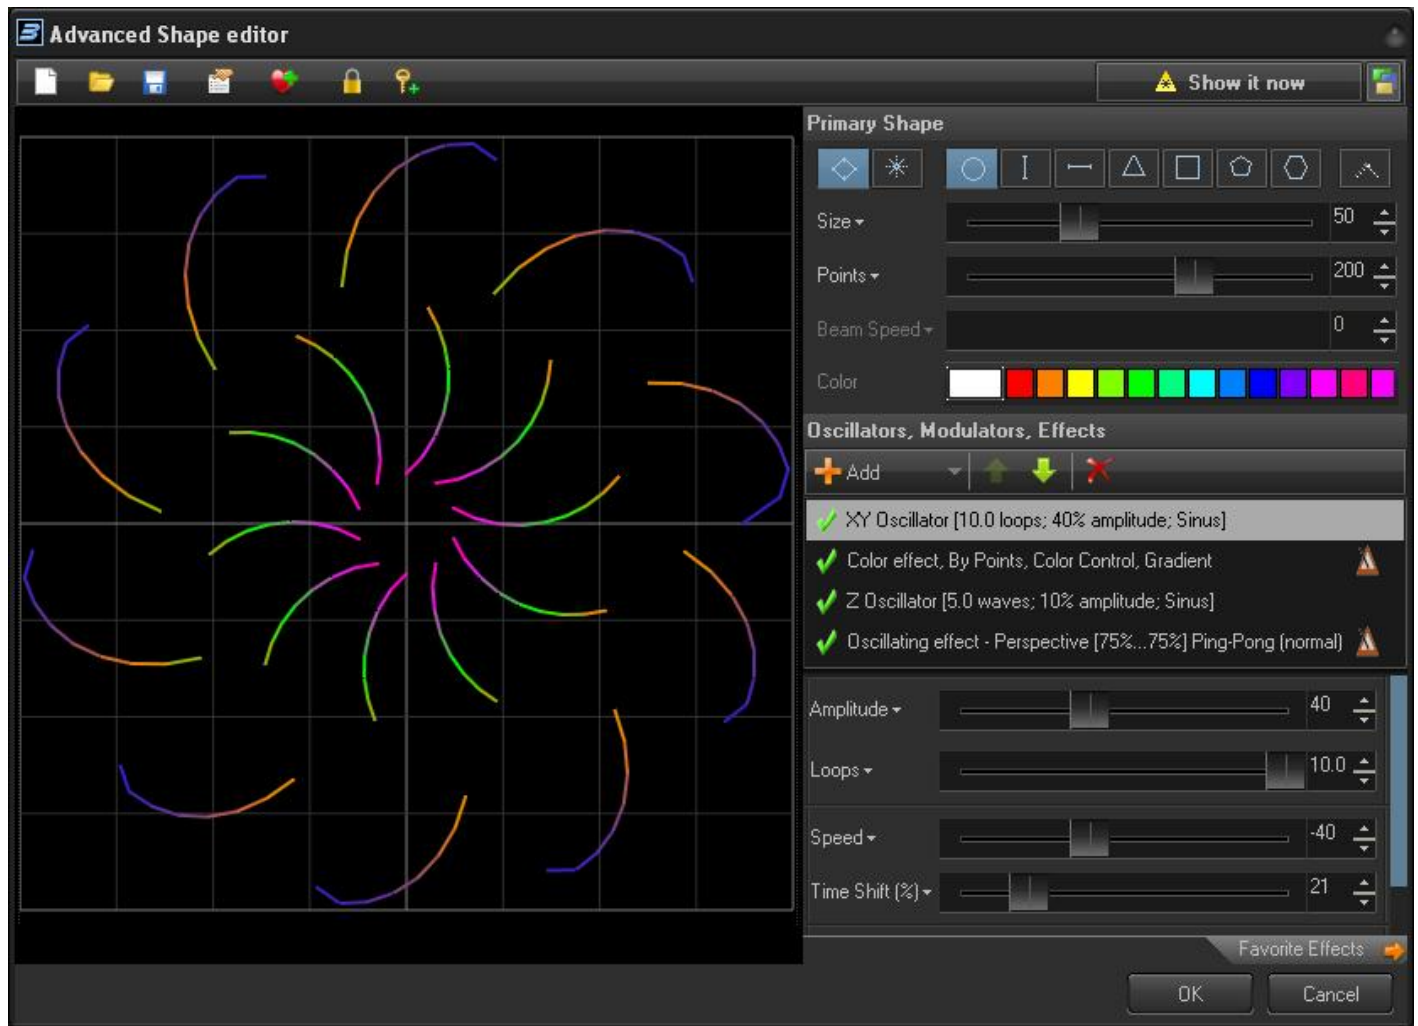 Advanced Shape editor
Show it now
Primary Shape
Size
50
Points
200
Beam Speed
0
Color
Oscillators, Modulators, Effects
Add
XY Oscillator [10.0 loops; 40% amplitude; Sinus]
Color effect, By Points, Color Control, Gradient
Z Oscillator [5.0 waves; 10% amplitude; Sinus]
Oscillating effect - Perspective [75%...75%] Ping-Pong (normal)
Amplitude
40
Loops
10.0
Speed
-40
Time Shift (%)
21
Favorite Effects
OK
Cancel